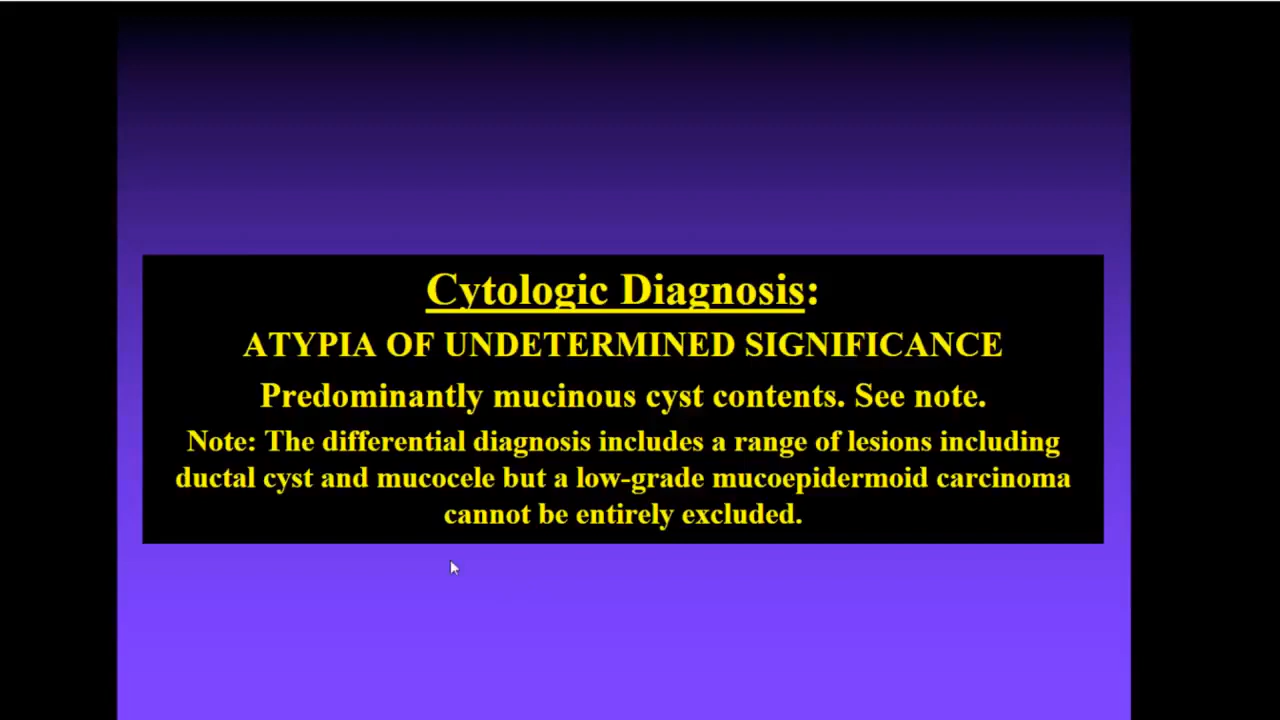 Cytologic Diagnosis:
ATYPIA OF UNDETERMINED SIGNIFICANCE
Predominantly mucinous cyst contents. See note.
Note: The differential diagnosis includes a range of lesions including
ductal cyst and mucocele but a low-grade mucoepidermoid carcinoma
cannot be entirely excluded.